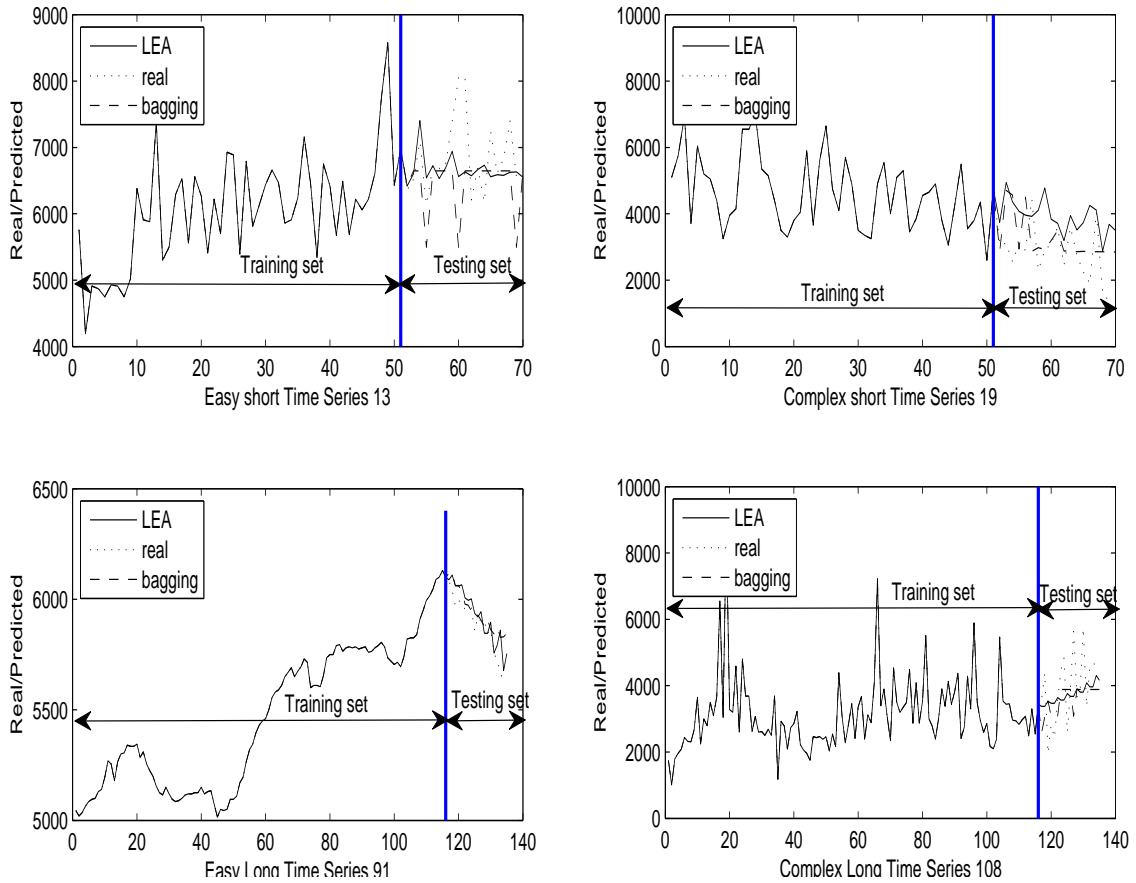 9000
8000
7000
6000
5000
4000
Real/Predicted
LEA
real
bagging
Training set
Testing set
0 10 20 30 40 50 60 70
Easy short Time Series 13
10000
8000
6000
4000
2000
0
Real/Predicted
LEA
real
bagging
Training set
Testing set
0 10 20 30 40 50 60 70
Complex short Time Series 19
6500
6000
5500
5000
Real/Predicted
LEA
real
bagging
Training set
Testing set
0 20 40 60 80 100 120 140
Easy Long Time Series 91
10000
8000
6000
4000
2000
0
Real/Predicted
LEA
real
bagging
Training set
Testing set
0 20 40 60 80 100 120 140
Complex Long Time Series 108